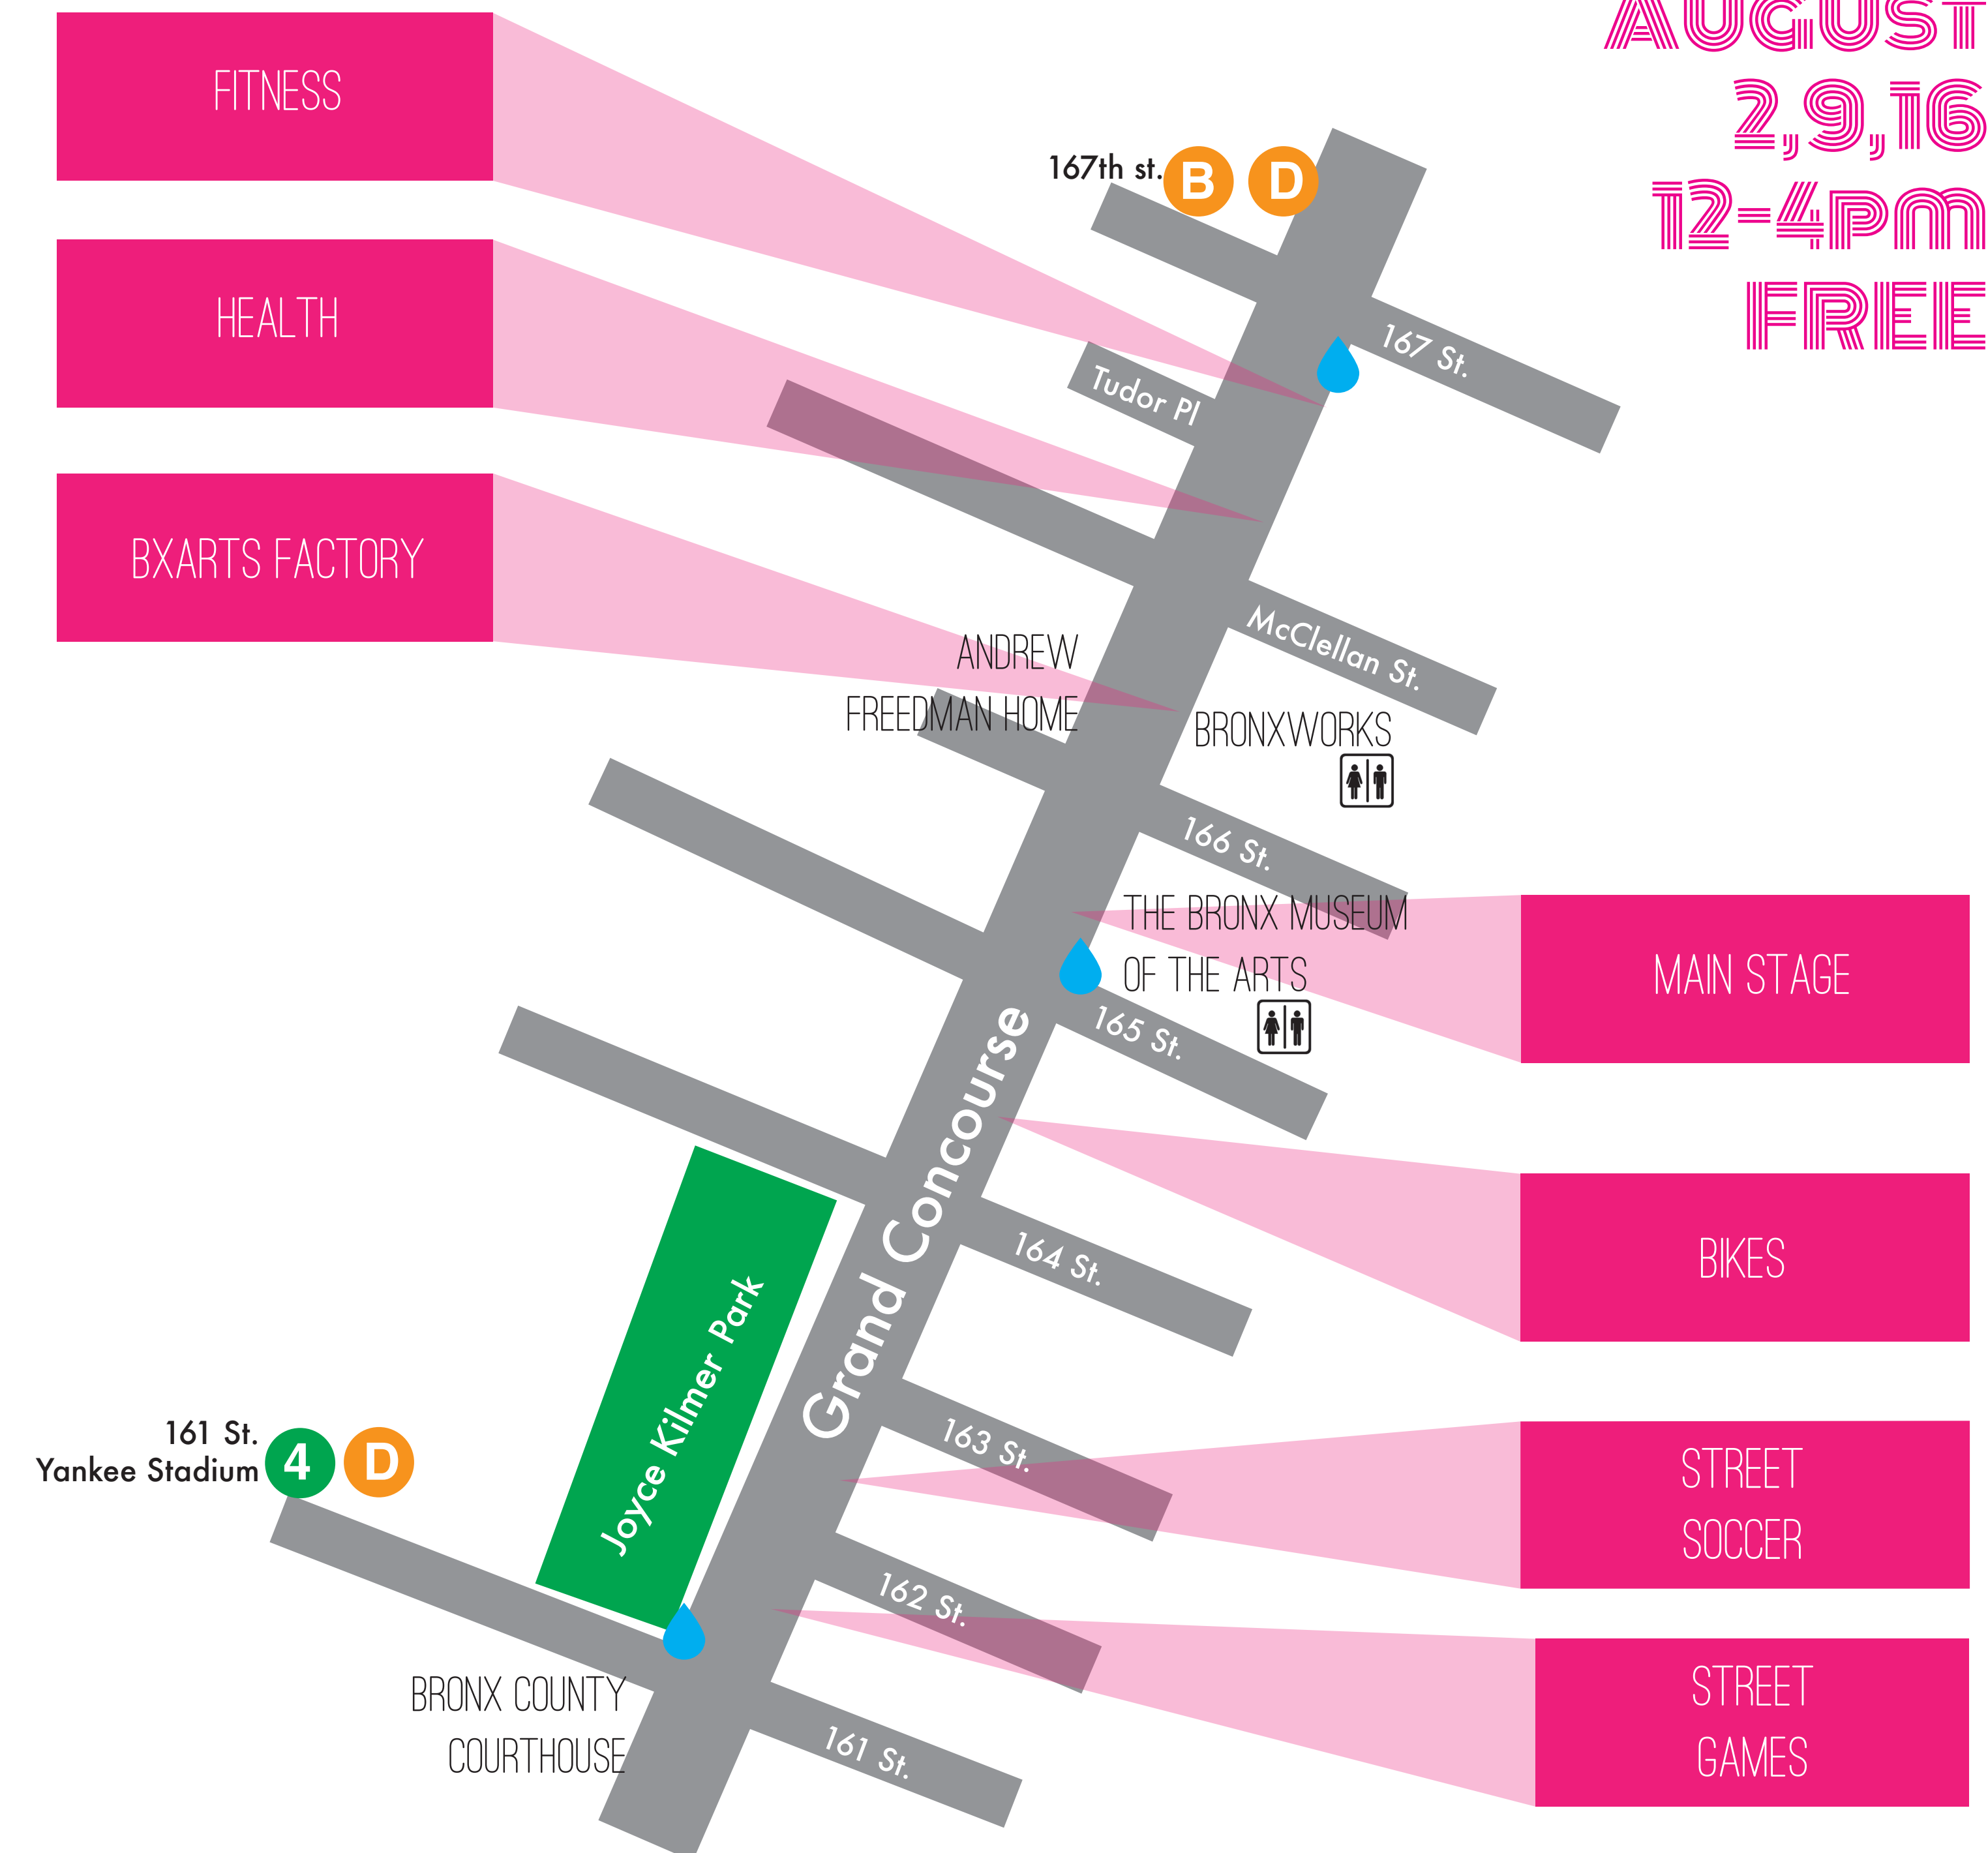 AUGUST
2,9,16
12-4PM
FREE
FITNESS
HEALTH
BXARTS FACTORY
167th st. B D
167 St.
Tudor Pl
McClellan St.
ANDREW
FREEDMAN HOME
BRONXWORKS
166 St.
THE BRONX MUSEUM
OF THE ARTS
MAIN STAGE
165 St.
Grand Concourse
BIKES
164 St.
Joyce Kilmer Park
163 St.
STREET
SOCCER
161 St.
Yankee Stadium 4 D
162 St.
STREET
GAMES
BRONX COUNTY
COURTHOUSE
161 St.